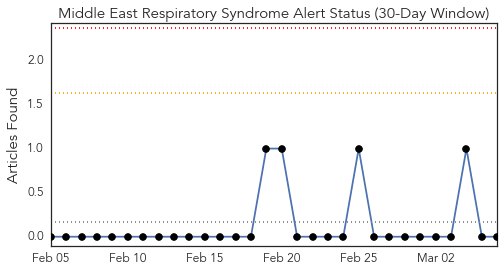 Middle East Respiratory Syndrome Alert Status (30-Day Window)
Articles Found
2.0
1.5
1.0
0.5
0.0
Feb 05
Feb 10
Feb 15
Feb 20
Feb 25
Mar 02